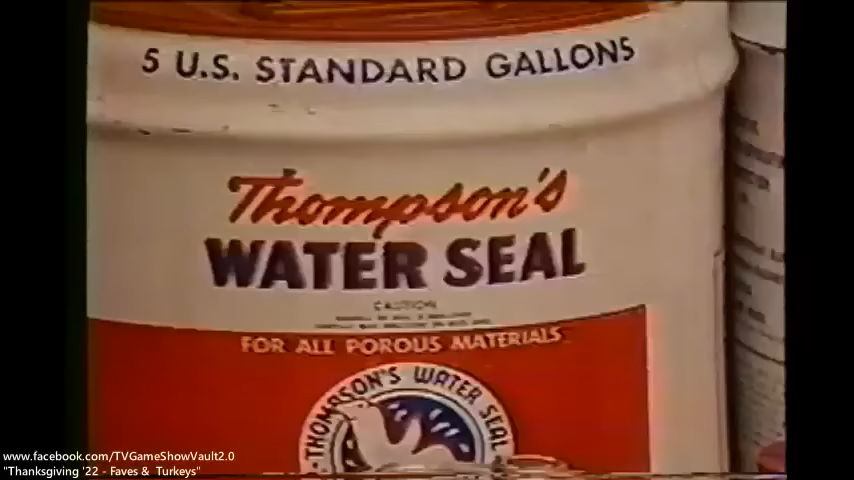 5 U.S. STANDARD GALLONS
Thompson's
WATER SEAL
CAUTION
FOR ALL POROUS MATERIALS
THOMPSON'S WATER SEAL
www.facebook.com/TVGameShowVault2.0
"Thanksgiving '22 - Faves & Turkeys"